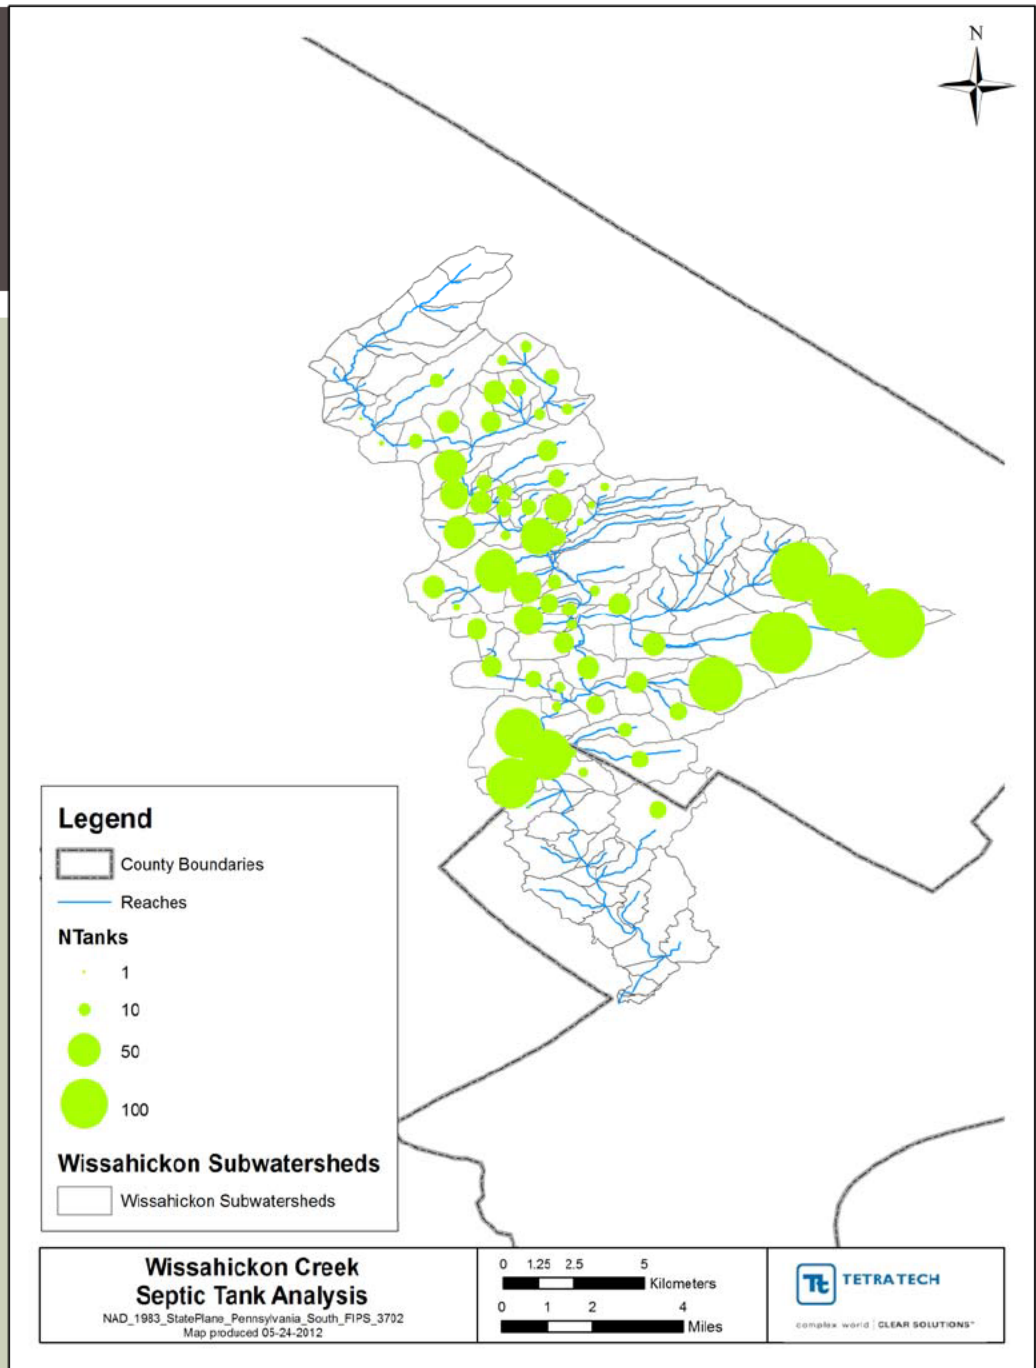 N
Legend
County Boundaries
Reaches
NTanks
1
10
50
100
Wissahickon Subwatersheds
Wissahickon Subwatersheds
Wissahickon Creek
Septic Tank Analysis
NAD_1983_StatePlane_Pennsylvania_South_FIPS_3702
Map produced 05-24-2012
0 1.25 2.5 5
Kilometers
0 1 2 4
Miles
Tt TETRA TECH
complex world | CLEAR SOLUTIONS™